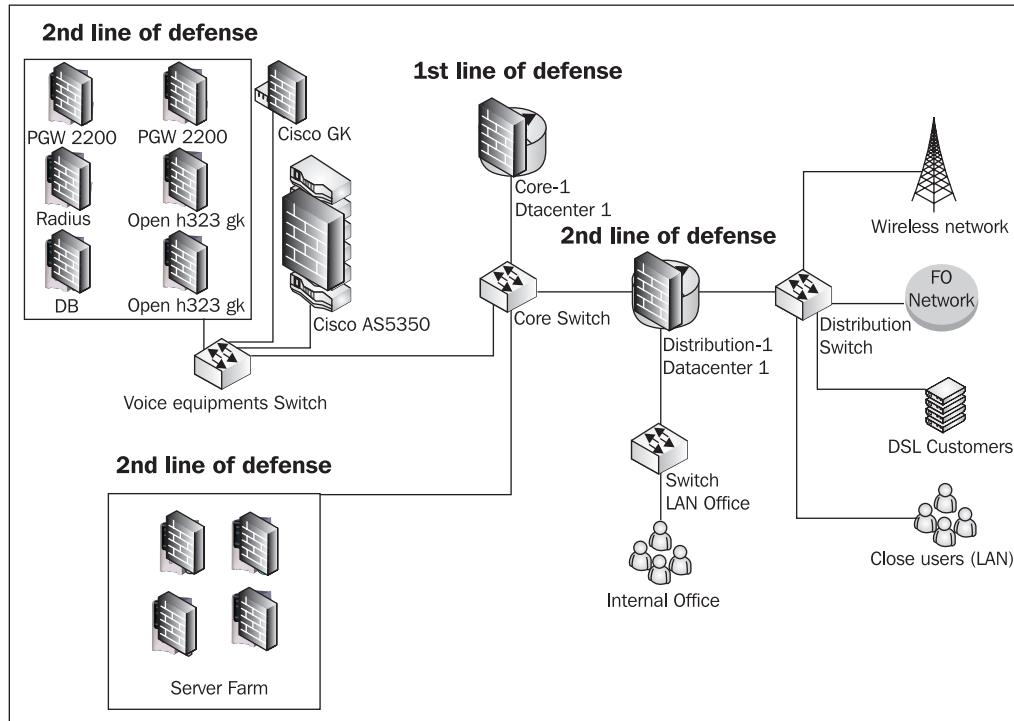 2nd line of defense
PGW 2200
PGW 2200
Cisco GK
Radius
Open h323 gk
DB
Open h323 gk
Cisco AS5350
Voice equipments Switch
1st line of defense
Core-1
Dtacenter 1
2nd line of defense
Core Switch
Distribution-1
Datacenter 1
Wireless network
FO
Network
Distribution
Switch
DSL Customers
Switch
LAN Office
Close users (LAN)
Internal Office
2nd line of defense
Server Farm